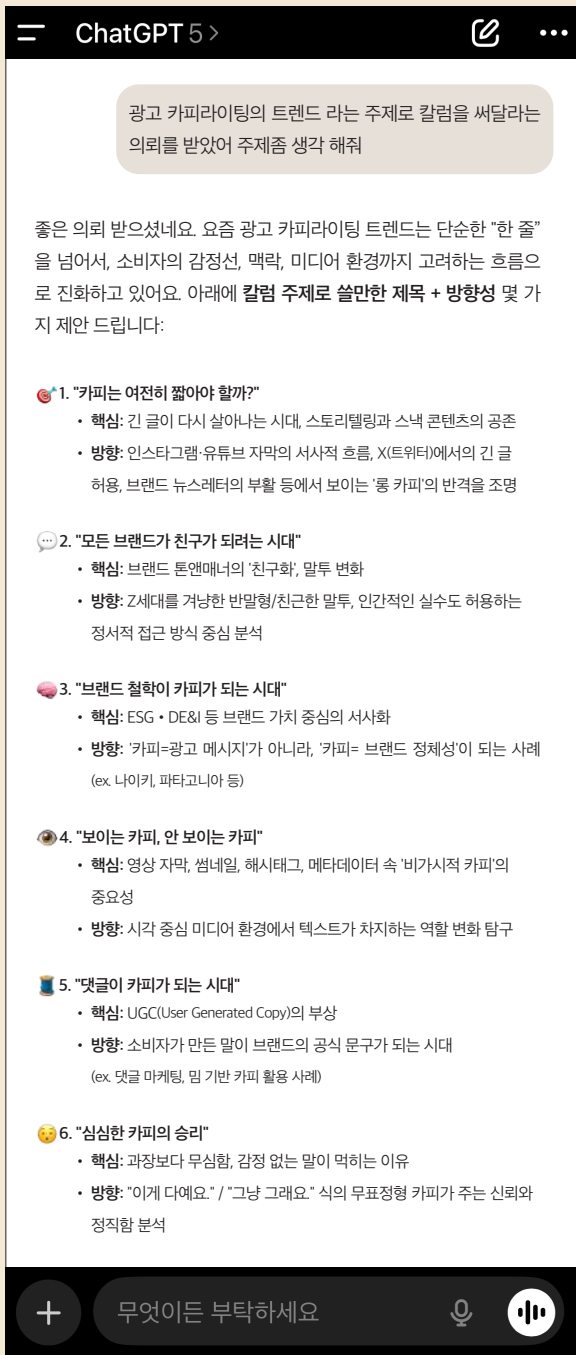 ChatGPT 5 >
광고 카피라이팅의 트렌드 라는 주제로 칼럼을 써달라는
의뢰를 받았어 주제좀 생각 해줘
좋은 의뢰 받으셨네요. 요즘 광고 카피라이팅 트렌드는 단순한 "한 줄”
을 넘어서, 소비자의 감정선, 맥락, 미디어 환경까지 고려하는 흐름으
로 진화하고 있어요. 아래에 칼럼 주제로 쓸만한 제목 + 방향성 몇 가
지 제안 드립니다:
🎯 1. "카피는 여전히 짧아야 할까?"
• 핵심: 긴 글이 다시 살아나는 시대, 스토리텔링과 스낵 콘텐츠의 공존
• 방향: 인스타그램·유튜브 자막의 서사적 흐름, X(트위터)에서의 긴 글
허용, 브랜드 뉴스레터의 부활 등에서 보이는 '롱 카피'의 반격을 조명
💬 2. "모든 브랜드가 친구가 되려는 시대"
• 핵심: 브랜드 톤앤매너의 '친구화', 말투 변화
• 방향: Z세대를 겨냥한 반말형/친근한 말투, 인간적인 실수도 허용하는
정서적 접근 방식 중심 분석
🧠 3. "브랜드 철학이 카피가 되는 시대"
• 핵심: ESG • DE&I 등 브랜드 가치 중심의 서사화
• 방향: '카피=광고 메시지'가 아니라, '카피= 브랜드 정체성'이 되는 사례
(ex. 나이키, 파타고니아 등)
👁 4. "보이는 카피, 안 보이는 카피"
• 핵심: 영상 자막, 썸네일, 해시태그, 메타데이터 속 '비가시적 카피'의
중요성
• 방향: 시각 중심 미디어 환경에서 텍스트가 차지하는 역할 변화 탐구
🧵 5. "댓글이 카피가 되는 시대"
• 핵심: UGC(User Generated Copy)의 부상
• 방향: 소비자가 만든 말이 브랜드의 공식 문구가 되는 시대
(ex. 댓글 마케팅, 밈 기반 카피 활용 사례)
😯 6. "심심한 카피의 승리"
• 핵심: 과장보다 무심함, 감정 없는 말이 먹히는 이유
• 방향: "이게 다예요." / "그냥 그래요." 식의 무표정형 카피가 주는 신뢰와
정직함 분석
무엇이든 부탁하세요